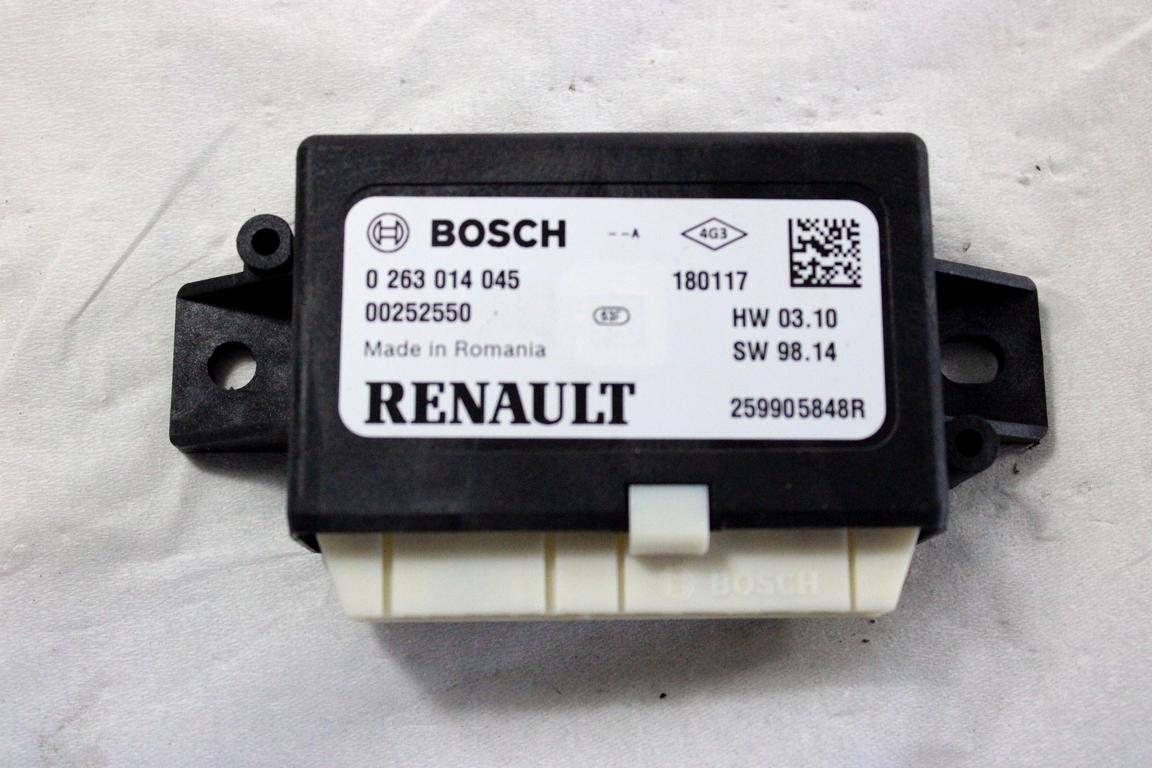 BOSCH --A 4G3
0 263 014 045 180117
00252550 HW 03.10
Made in Romania SW 98.14
RENAULT 259905848R
BOSCH